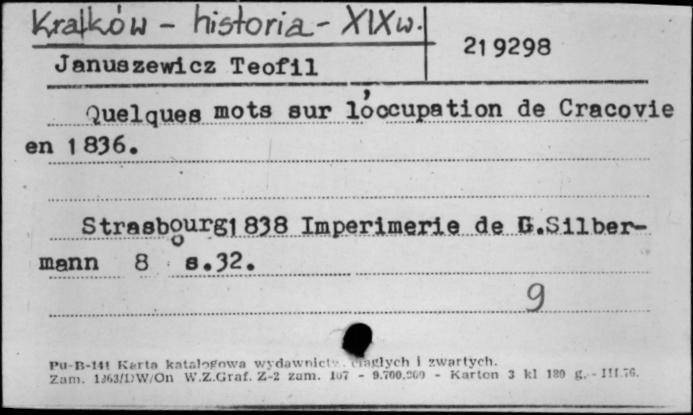 Kraków - historia - XIXw.
219298
Januszewicz Teofil
Quelques mots sur l'occupation de Cracovie
en 1836.
Strasbourg1838 Imperimerie de G.Silber-
mann 8° s.32.
9
Pu-B-141 Karta katalogowa wydawnictw ciągłych i zwartych.
Zam. 1363/DW/On W.Z.Graf. Z-2 zam. 107 - 9.700.000 - Karton 3 kl 180 g. - III.76.